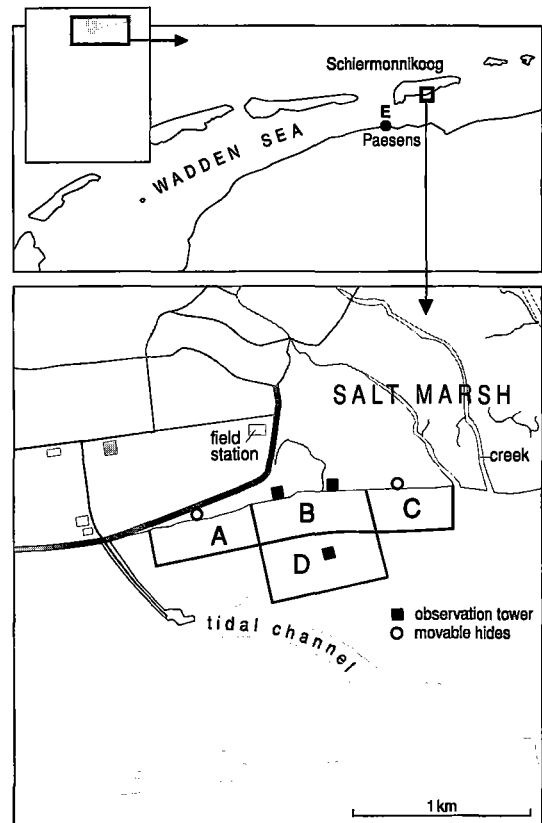 Schiermonnikoog
E
Paesens
WADDEN SEA
SALT MARSH
field
station
creek
A
B
C
D
observation tower
movable hides
tidal channel
1 km